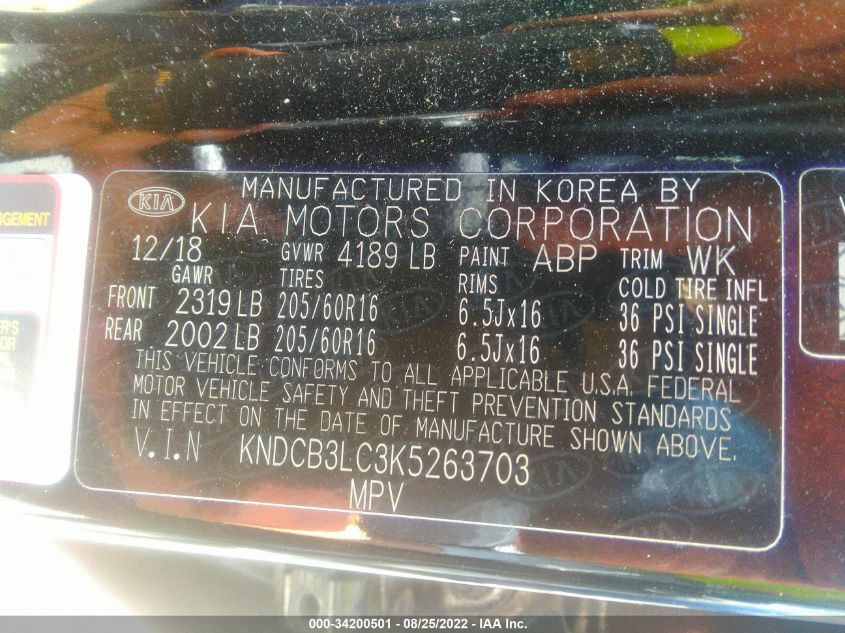 MANUFACTURED IN KOREA BY
KIA KIA MOTORS CORPORATION
12/18 GVWR 4189 LB PAINT ABP TRIM WK
GAWR TIRES RIMS COLD TIRE INFL
FRONT 2319 LB 205/60R16 6.5Jx16 36 PSI SINGLE
REAR 2002 LB 205/60R16 6.5Jx16 36 PSI SINGLE
THIS VEHICLE CONFORMS TO ALL APPLICABLE U.S.A. FEDERAL
MOTOR VEHICLE SAFETY AND THEFT PREVENTION STANDARDS
IN EFFECT ON THE DATE OF MANUFACTURE SHOWN ABOVE.
V.I.N KNDCB3LC3K5263703
MPV
000-34200501 - 08/25/2022 - IAA Inc.